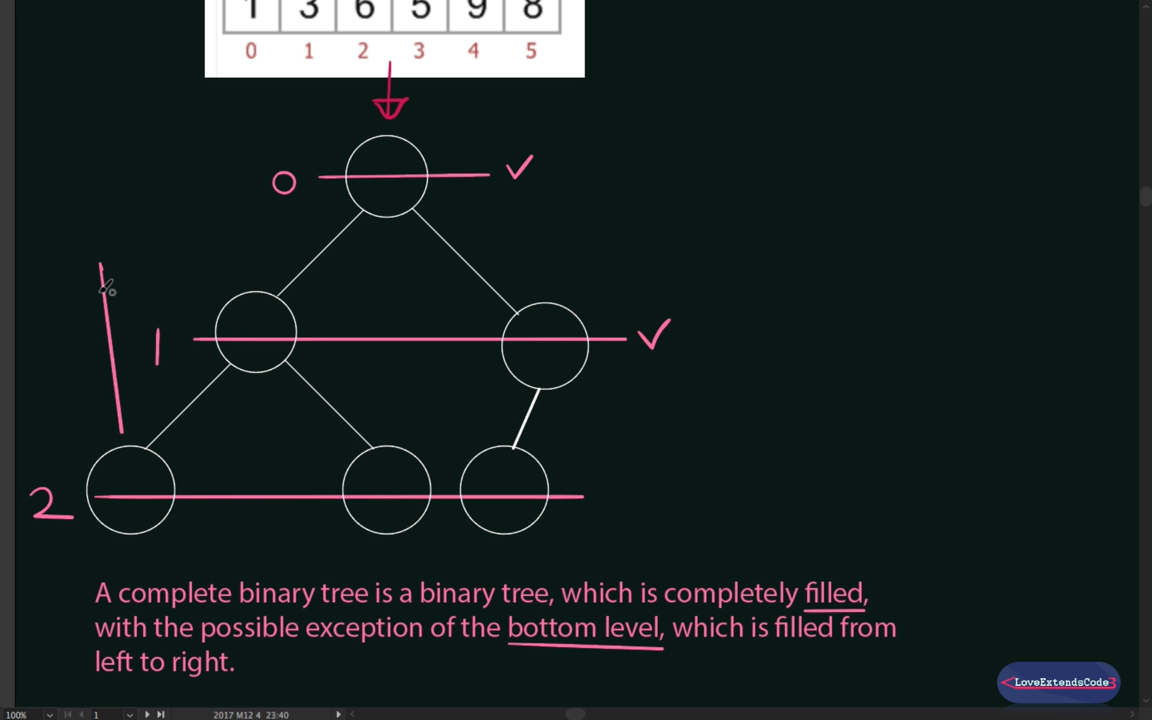 1 3 6 5 9 8
0 1 2 3 4 5
0
1
2
A complete binary tree is a binary tree, which is completely filled,
with the possible exception of the bottom level, which is filled from
left to right.
<LoveExtendsCode3
100% 1 2017 M12 4 23:40